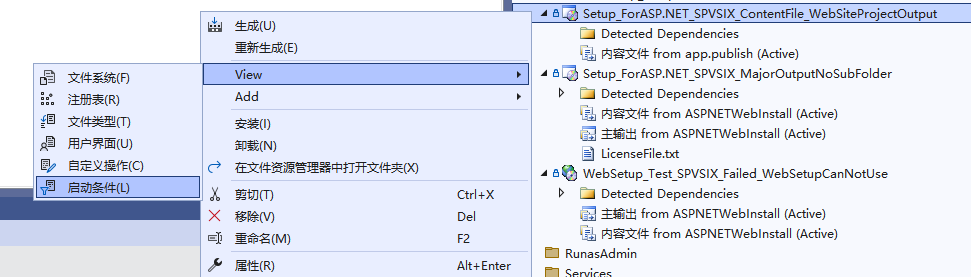 文件系统(F)
注册表(R)
文件类型(T)
用户界面(U)
自定义操作(C)
启动条件(L)
生成(U)
重新生成(E)
View
Add
安装(I)
卸载(N)
在文件资源管理器中打开文件夹(X)
剪切(T) Ctrl+X
移除(V) Del
重命名(M) F2
属性(R) Alt+Enter
Setup_ForASP.NET_SPVSIX_ContentFile_WebSiteProjectOutput
Detected Dependencies
内容文件 from app.publish (Active)
Setup_ForASP.NET_SPVSIX_MajorOutputNoSubFolder
Detected Dependencies
内容文件 from ASPNETWebInstall (Active)
主输出 from ASPNETWebInstall (Active)
LicenseFile.txt
WebSetup_Test_SPVSIX_Failed_WebSetupCanNotUse
Detected Dependencies
主输出 from ASPNETWebInstall (Active)
内容文件 from ASPNETWebInstall (Active)
RunasAdmin
Services